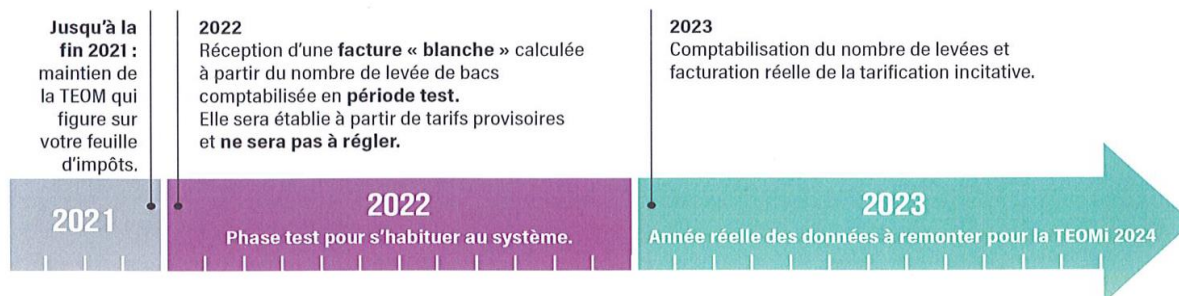 Jusqu'à la
fin 2021 :
maintien de
la TEOM qui
figure sur
votre feuille
d'impôts.
2022
Réception d'une facture « blanche » calculée
à partir du nombre de levée de bacs
comptabilisée en période test.
Elle sera établie à partir de tarifs provisoires
et ne sera pas à régler.
2023
Comptabilisation du nombre de levées et
facturation réelle de la tarification incitative.
2021
2022
Phase test pour s'habituer au système.
2023
Année réelle des données à remonter pour la TEOMi 2024